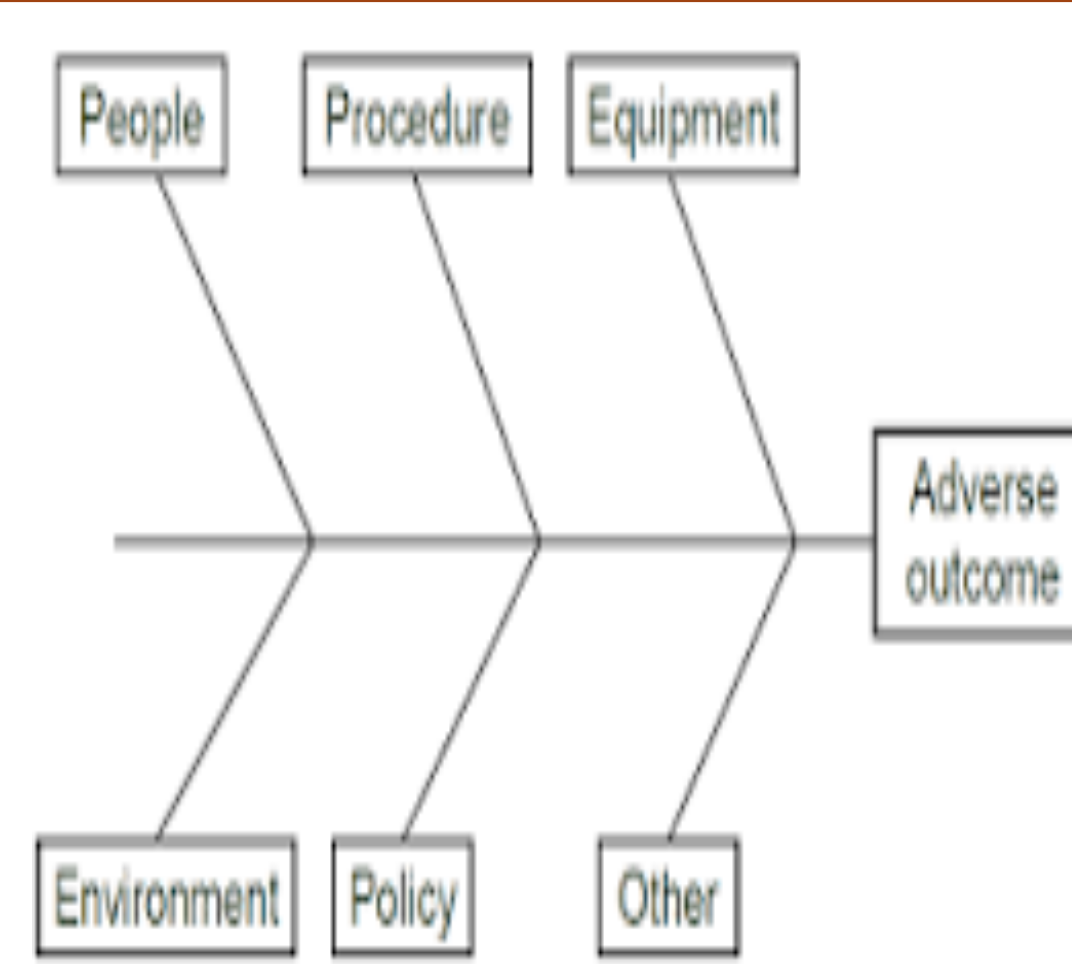 People
Procedure
Equipment
Adverse
outcome
Environment
Policy
Other